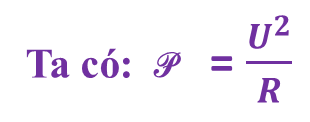 Ta có: 𝒫 = U²/R